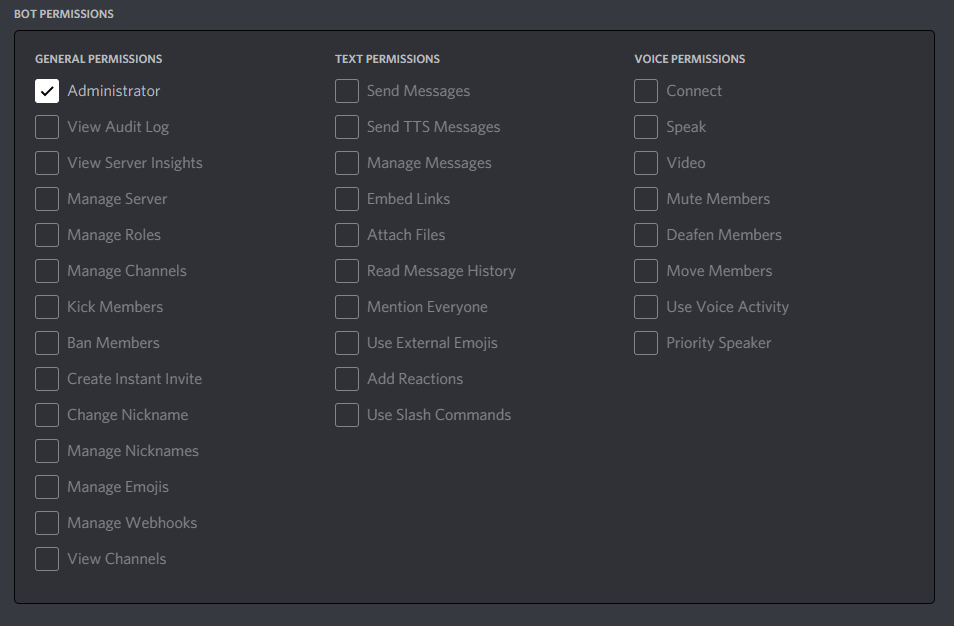 BOT PERMISSIONS
GENERAL PERMISSIONS
Administrator
View Audit Log
View Server Insights
Manage Server
Manage Roles
Manage Channels
Kick Members
Ban Members
Create Instant Invite
Change Nickname
Manage Nicknames
Manage Emojis
Manage Webhooks
View Channels
TEXT PERMISSIONS
Send Messages
Send TTS Messages
Manage Messages
Embed Links
Attach Files
Read Message History
Mention Everyone
Use External Emojis
Add Reactions
Use Slash Commands
VOICE PERMISSIONS
Connect
Speak
Video
Mute Members
Deafen Members
Move Members
Use Voice Activity
Priority Speaker